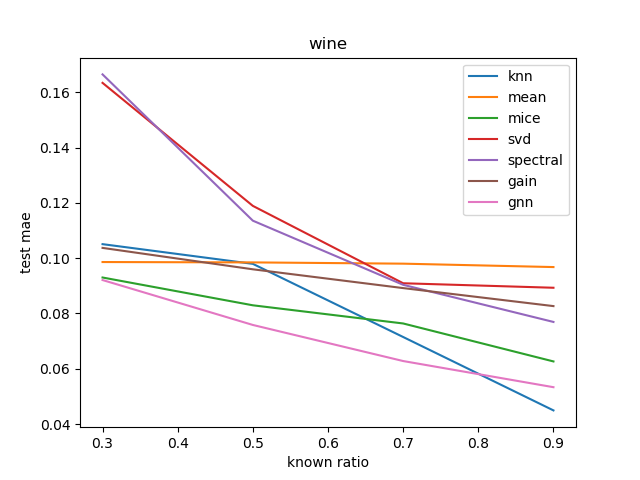 wine
test mae
0.16
0.14
0.12
0.10
0.08
0.06
0.04
knn
mean
mice
svd
spectral
gain
gnn
0.3 0.4 0.5 0.6 0.7 0.8 0.9
known ratio